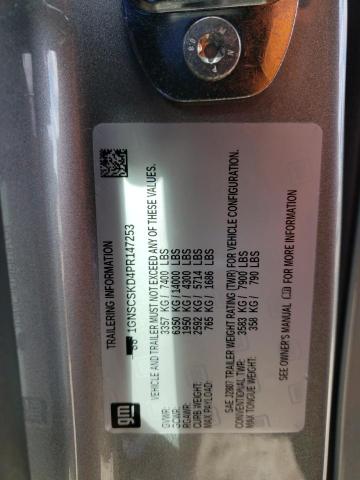 TRAILERING INFORMATION
1GNSCSKD4PR147253
VEHICLE AND TRAILER MUST NOT EXCEED ANY OF THESE VALUES.
GVWR: 3357 KG / 7400 LBS
GCWR: 6350 KG / 14000 LBS
RGAWR: 1950 KG / 4300 LBS
CURB WEIGHT: 2592 KG / 5714 LBS
MAX PAYLOAD: 765 KG / 1686 LBS
SAE J2807 TRAILER WEIGHT RATING (TWR) FOR VEHICLE CONFIGURATION.
CONVENTIONAL TWR: 3583 KG / 7900 LBS
MAX TONGUE WEIGHT: 358 KG / 790 LBS
SEE OWNER'S MANUAL FOR MORE INFORMATION
gm